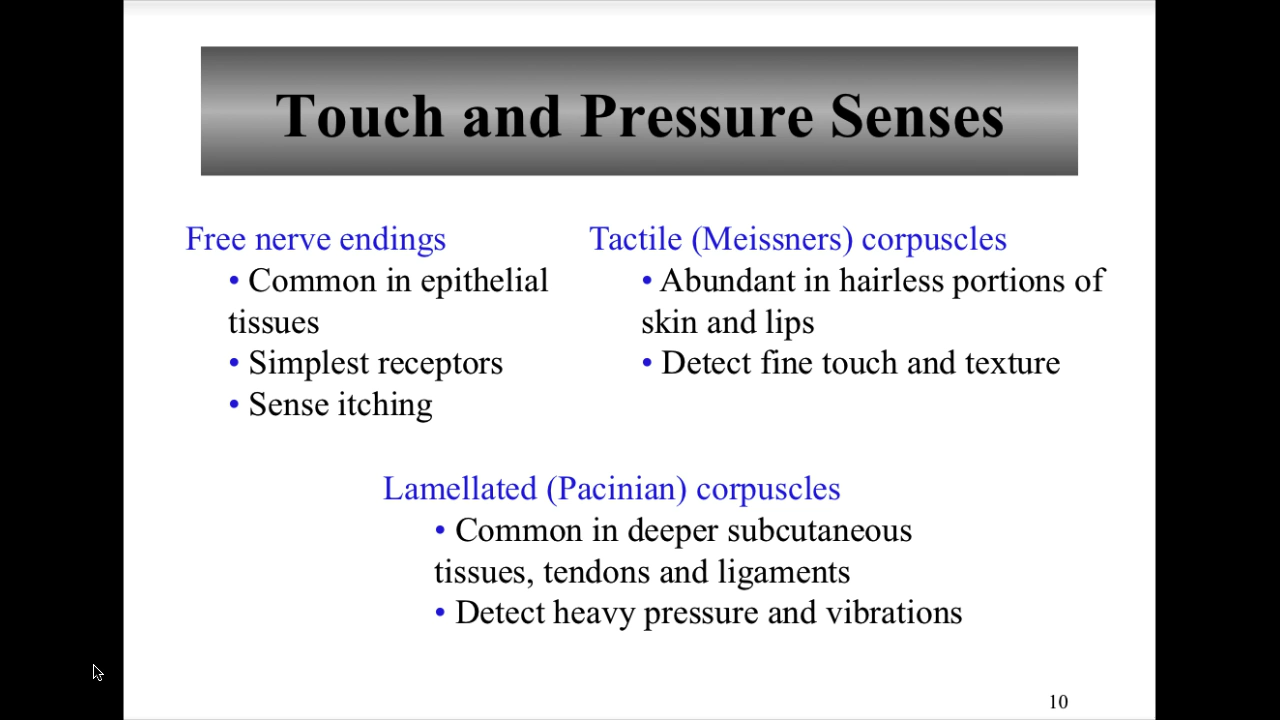 Touch and Pressure Senses
Free nerve endings
• Common in epithelial
tissues
• Simplest receptors
• Sense itching
Tactile (Meissners) corpuscles
• Abundant in hairless portions of
skin and lips
• Detect fine touch and texture
Lamellated (Pacinian) corpuscles
• Common in deeper subcutaneous
tissues, tendons and ligaments
• Detect heavy pressure and vibrations
10